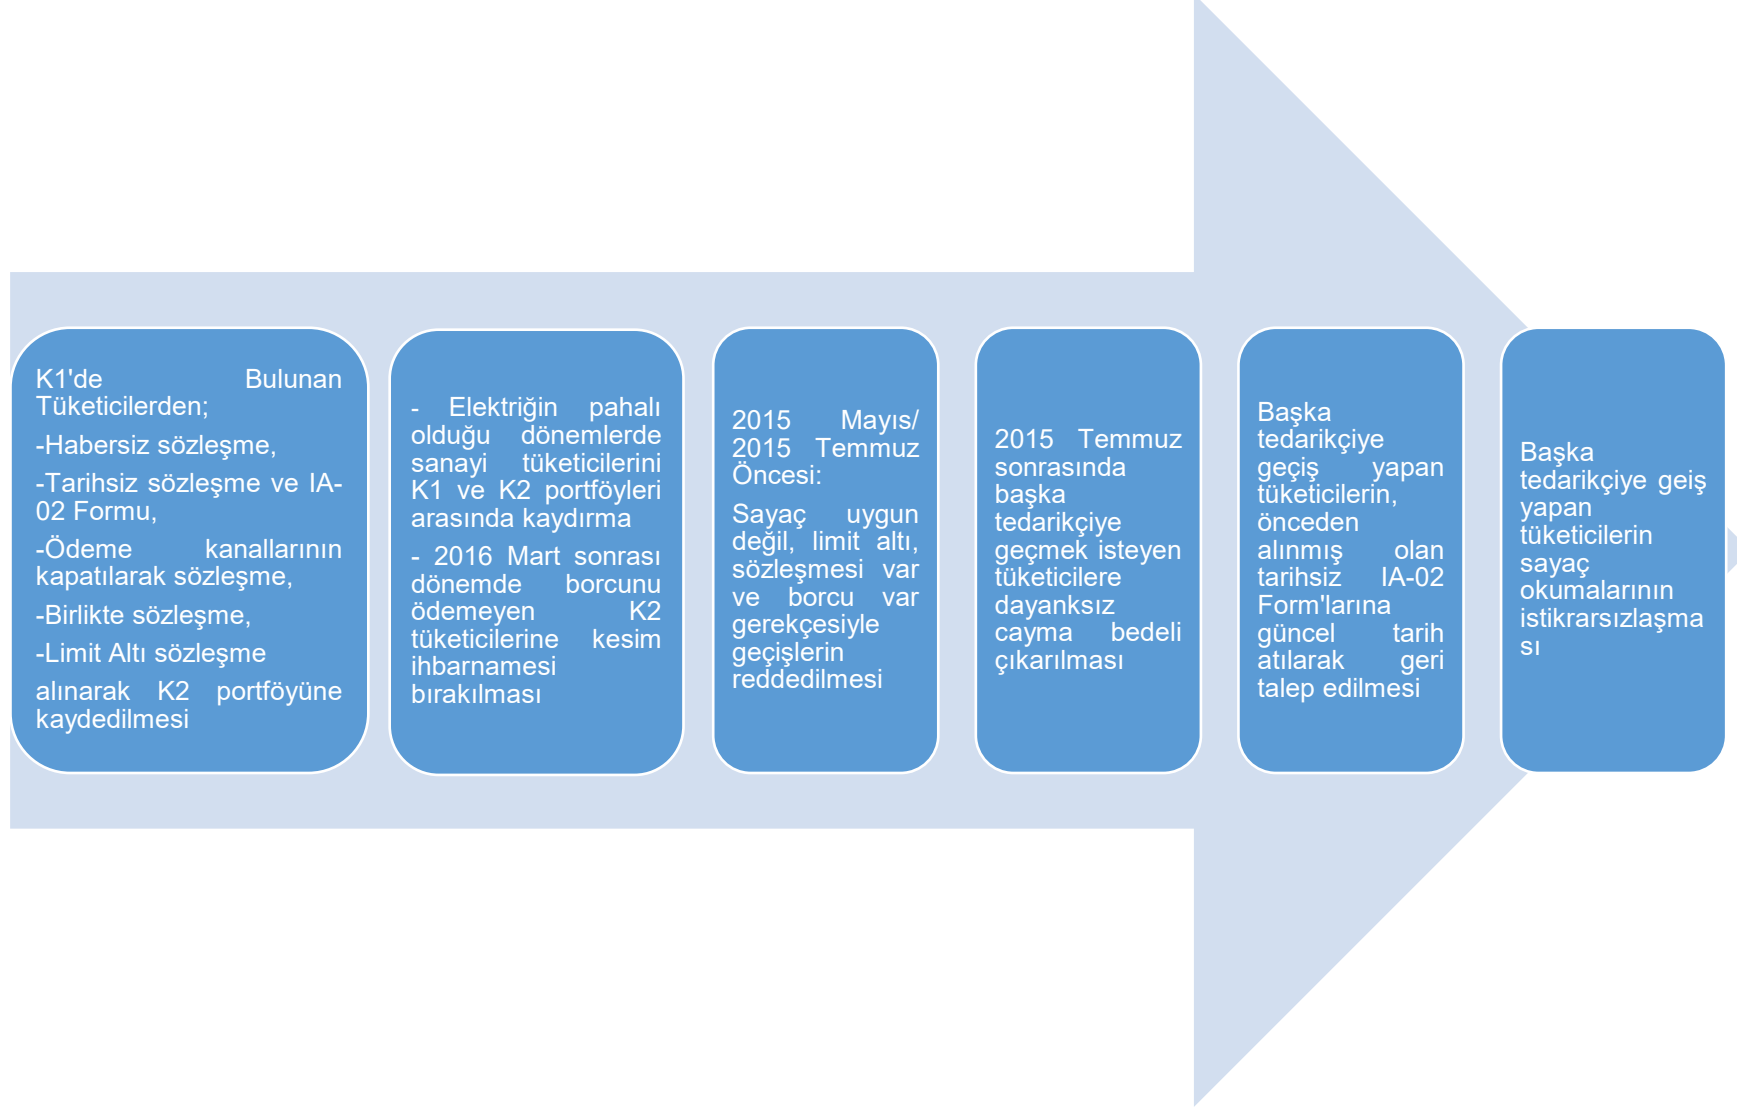 K1'de Bulunan
Tüketicilerden;
-Habersiz sözleşme,
-Tarihsiz sözleşme ve IA-
02 Formu,
-Ödeme kanallarının
kapatılarak sözleşme,
-Birlikte sözleşme,
-Limit Altı sözleşme
alınarak K2 portföyüne
kaydedilmesi
- Elektriğin pahalı
olduğu dönemlerde
sanayi tüketicilerini
K1 ve K2 portföyleri
arasında kaydırma
- 2016 Mart sonrası
dönemde borcunu
ödemeyen K2
tüketicilerine kesim
ihbarnamesi
bırakılması
2015 Mayıs/
2015 Temmuz
Öncesi:
Sayaç uygun
değil, limit altı,
sözleşmesi var
ve borcu var
gerekçesiyle
geçişlerin
reddedilmesi
2015 Temmuz
sonrasında
başka
tedarikçiye
geçmek isteyen
tüketicilere
dayanksız
cayma bedeli
çıkarılması
Başka
tedarikçiye
geçiş yapan
tüketicilerin,
önceden
alınmış olan
tarihsiz IA-02
Form'larına
güncel tarih
atılarak geri
talep edilmesi
Başka
tedarikçiye geiş
yapan
tüketicilerin
sayaç
okumalarının
istikrarsızlaşma
sı